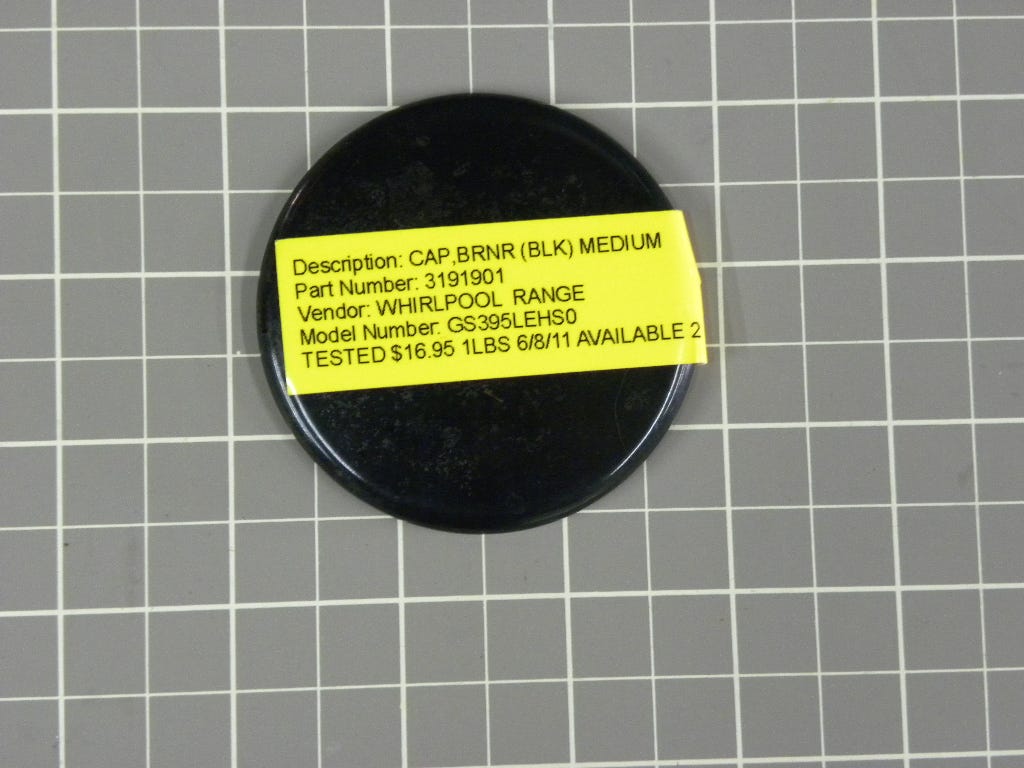 Description: CAP,BRNR (BLK) MEDIUM
Part Number: 3191901
Vendor: WHIRLPOOL RANGE
Model Number: GS395LEHS0
TESTED $16.95 1LBS 6/8/11 AVAILABLE 2